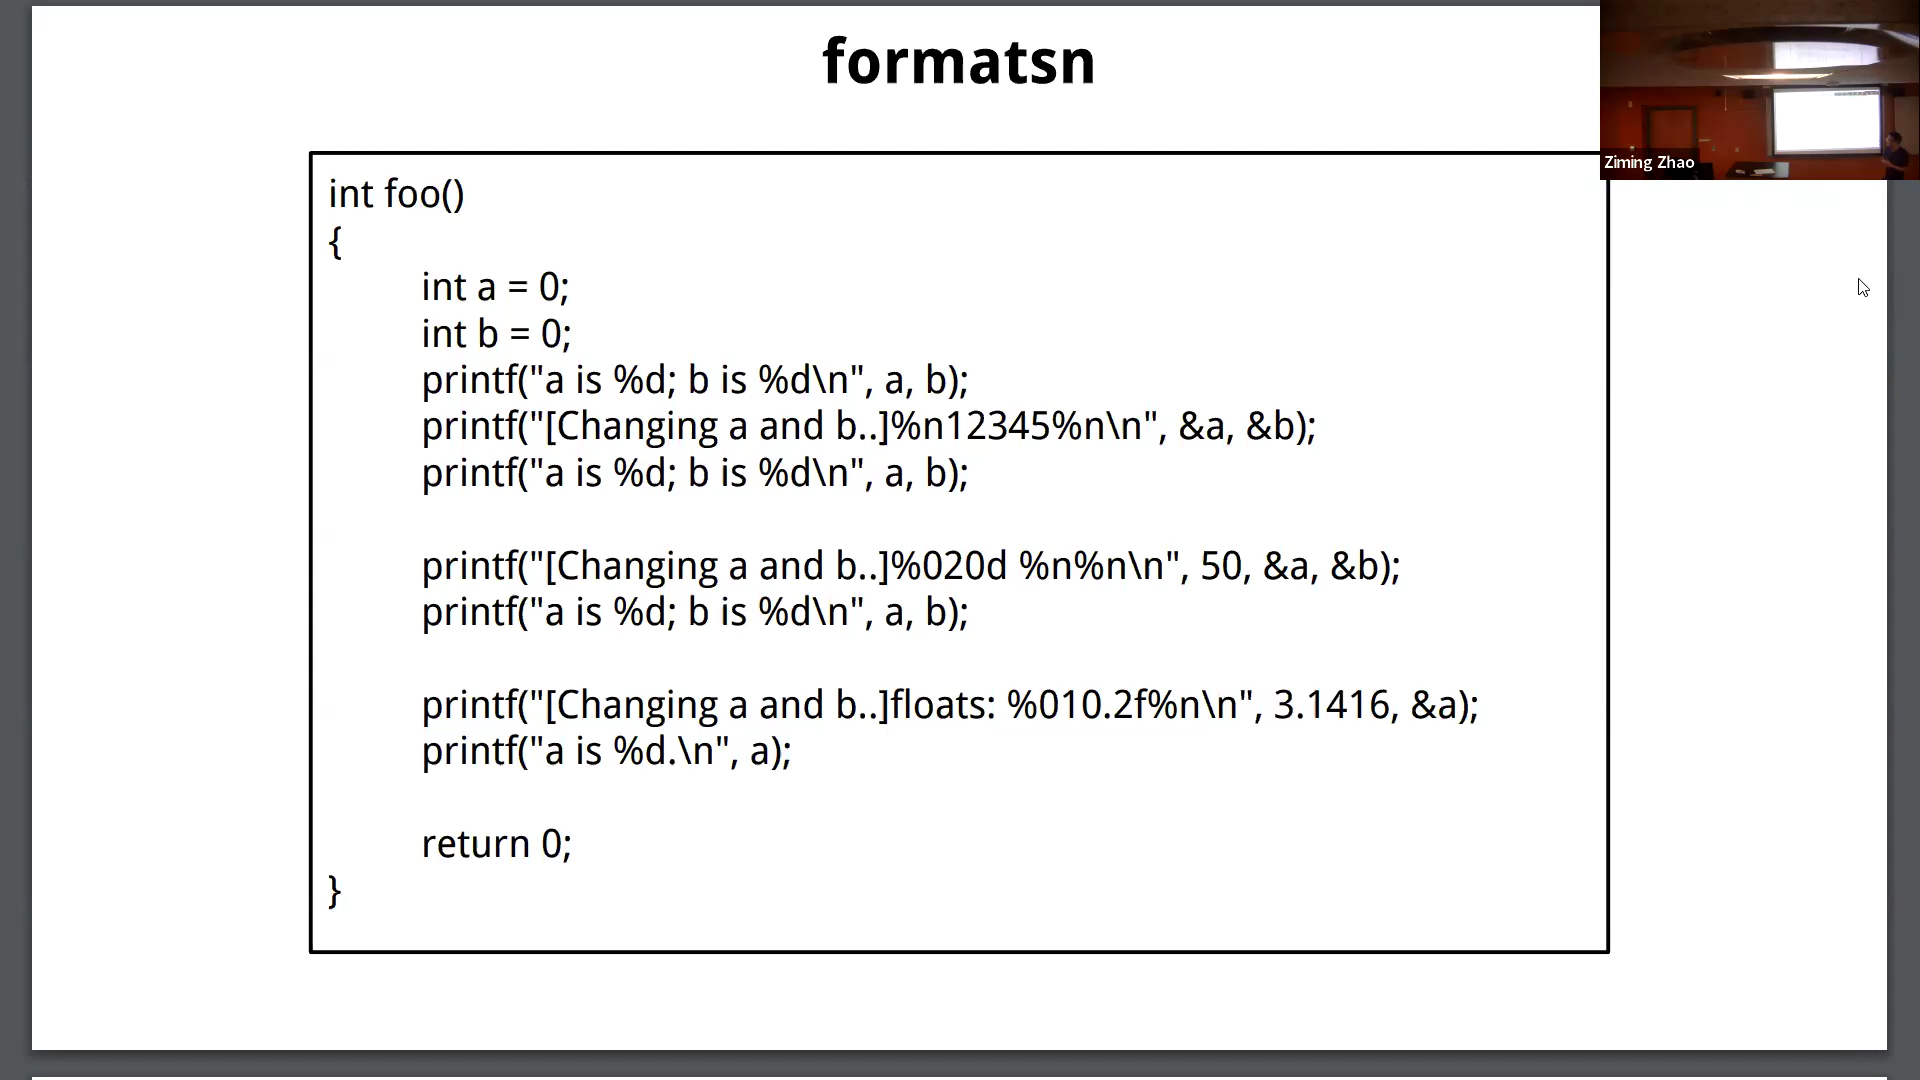 formatsn
Ziming Zhao
int foo()
{
int a = 0;
int b = 0;
printf("a is %d; b is %d\n", a, b);
printf("[Changing a and b..]%n12345%n\n", &a, &b);
printf("a is %d; b is %d\n", a, b);
printf("[Changing a and b..]%020d %n%n\n", 50, &a, &b);
printf("a is %d; b is %d\n", a, b);
printf("[Changing a and b..]floats: %010.2f%n\n", 3.1416, &a);
printf("a is %d.\n", a);
return 0;
}